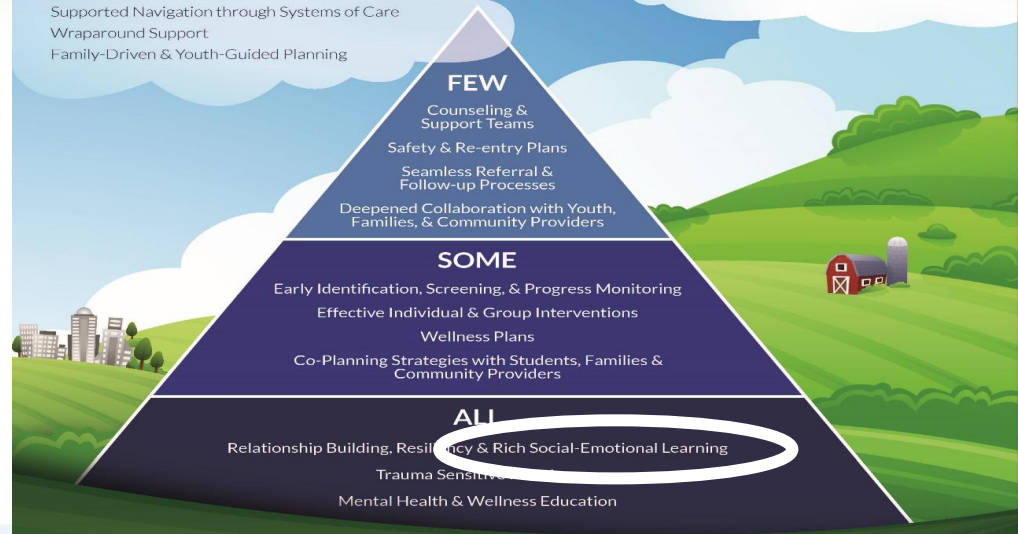 Supported Navigation through Systems of Care
Wraparound Support
Family-Driven & Youth-Guided Planning
FEW
Counseling &
Support Teams
Safety & Re-entry Plans
Seamless Referral &
Follow-up Processes
Deepened Collaboration with Youth,
Families, & Community Providers
SOME
Early Identification, Screening, & Progress Monitoring
Effective Individual & Group Interventions
Wellness Plans
Co-Planning Strategies with Students, Families &
Community Providers
ALL
Relationship Building, Resiliency & Rich Social-Emotional Learning
Trauma Sensitive
Mental Health & Wellness Education